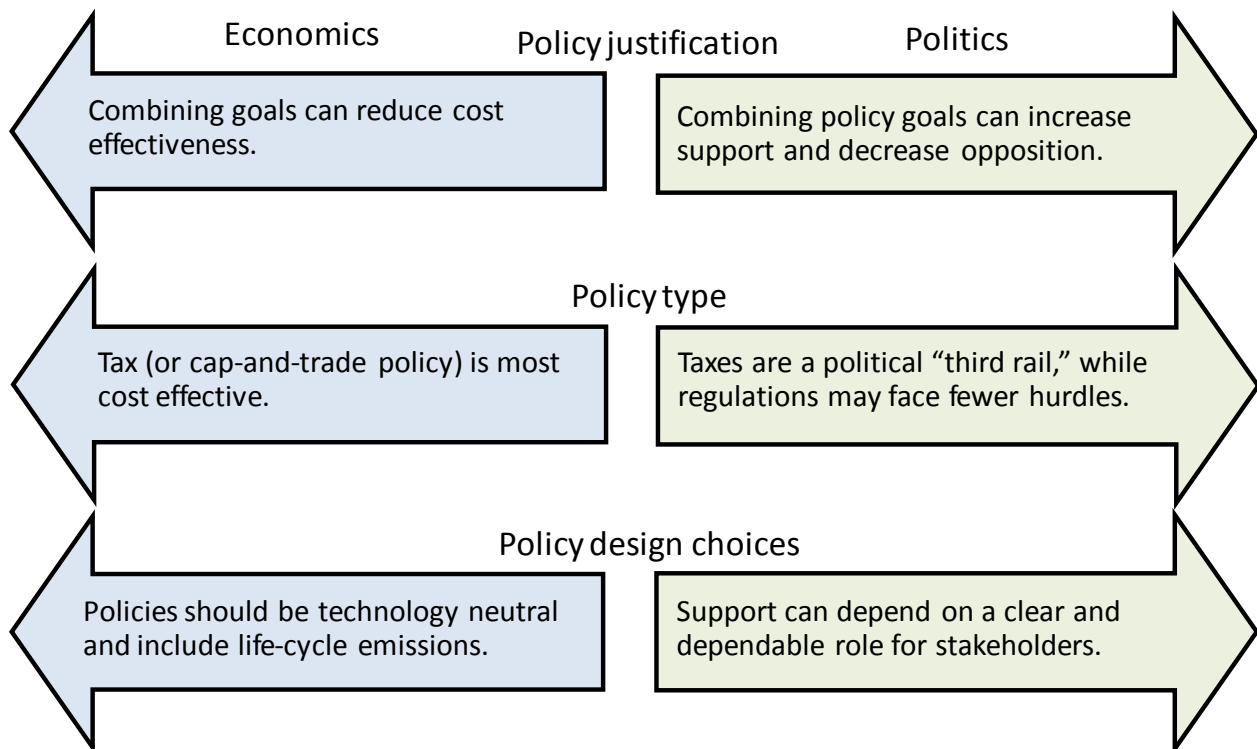 Economics
Policy justification
Politics
Combining goals can reduce cost
effectiveness.
Combining policy goals can increase
support and decrease opposition.
Policy type
Tax (or cap-and-trade policy) is most
cost effective.
Taxes are a political “third rail,” while
regulations may face fewer hurdles.
Policy design choices
Policies should be technology neutral
and include life-cycle emissions.
Support can depend on a clear and
dependable role for stakeholders.